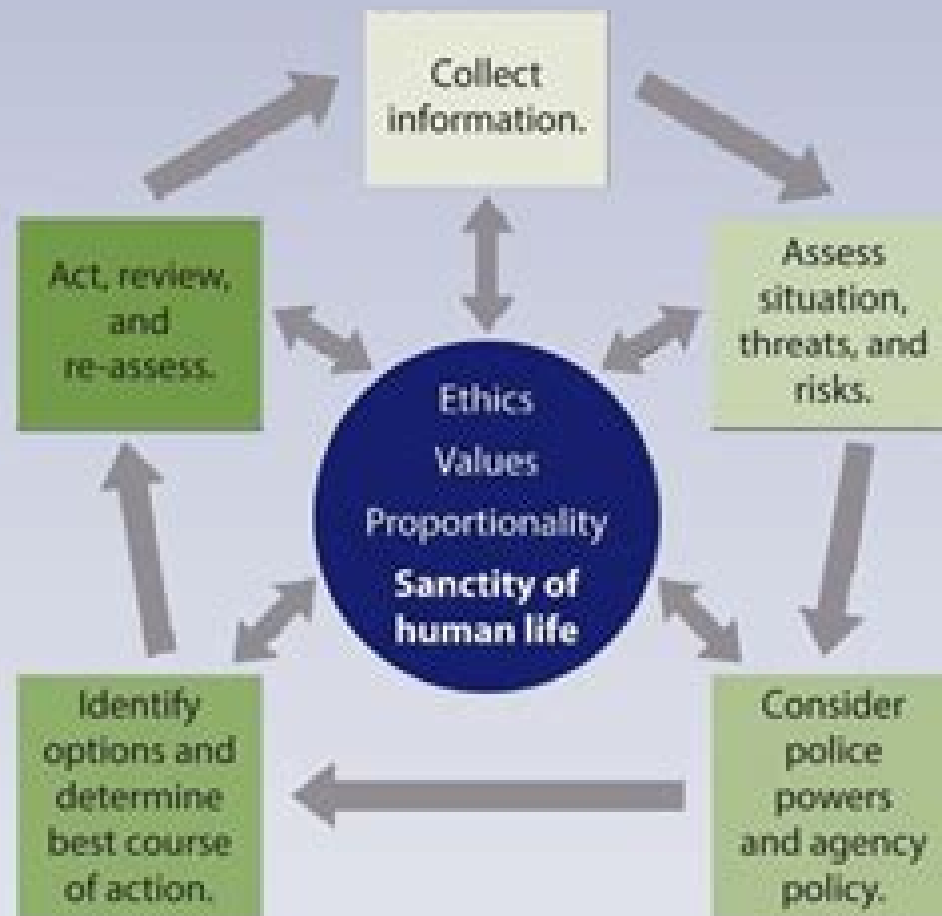 Collect
information.
Assess
situation,
threats, and
risks.
Consider
police
powers
and agency
policy.
Identify
options and
determine
best course
of action.
Act, review,
and
re-assess.
Ethics
Values
Proportionality
Sanctity of
human life